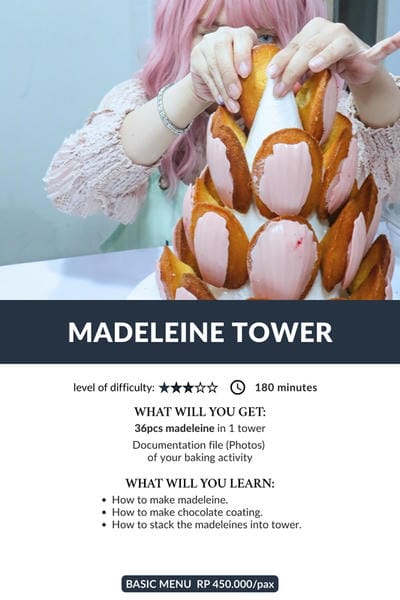 MADELEINE TOWER
level of difficulty: ★★★☆☆ 180 minutes
WHAT WILL YOU GET:
36pcs madeleine in 1 tower
Documentation file (Photos)
of your baking activity
WHAT WILL YOU LEARN:
• How to make madeleine.
• How to make chocolate coating.
• How to stack the madeleines into tower.
BASIC MENU RP 450.000/pax